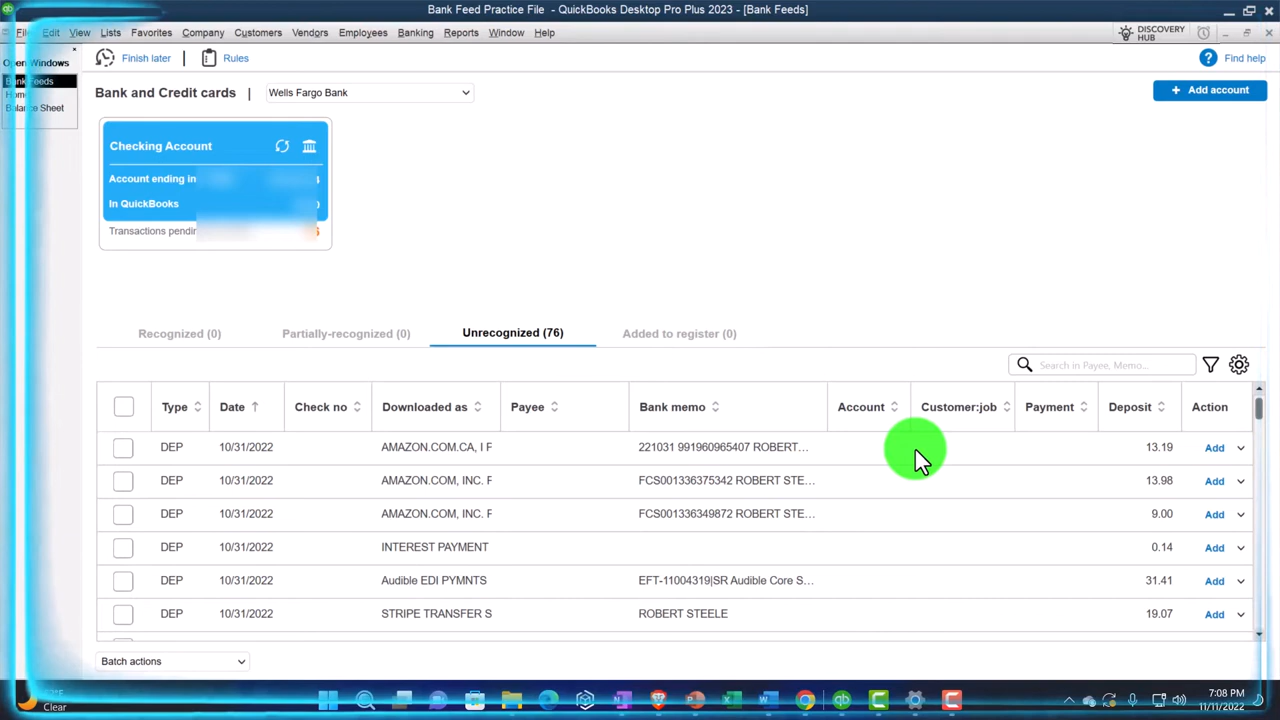 Bank Feed Practice File - QuickBooks Desktop Pro Plus 2023 - [Bank Feeds]
File Edit View Lists Favorites Company Customers Vendors Employees Banking Reports Window Help
DISCOVERY HUB
Open Windows
Bank Feeds
Balance Sheet
Finish later | Rules
Find help
Bank and Credit cards | Wells Fargo Bank
+ Add account
Checking Account
Account ending in
In QuickBooks
Transactions
Recognized (0) Partially-recognized (0) Unrecognized (76) Added to register (0)
Search in Payee, Memo...
Type Date Check no Downloaded as Payee Bank memo Account Customer:job Payment Deposit Action
DEP 10/31/2022 AMAZON.COM.CA, I F 221031 991960965407 ROBERT... 13.19 Add
DEP 10/31/2022 AMAZON.COM, INC. F FCS001336375342 ROBERT STE... 13.98 Add
DEP 10/31/2022 AMAZON.COM, INC. F FCS001336349872 ROBERT STE... 9.00 Add
DEP 10/31/2022 INTEREST PAYMENT 0.14 Add
DEP 10/31/2022 Audible EDI PYMNTS EFT-11004319|SR Audible Core S... 31.41 Add
DEP 10/31/2022 STRIPE TRANSFER S ROBERT STEELE 19.07 Add
Batch actions
Clear
7:08 PM
11/11/2022